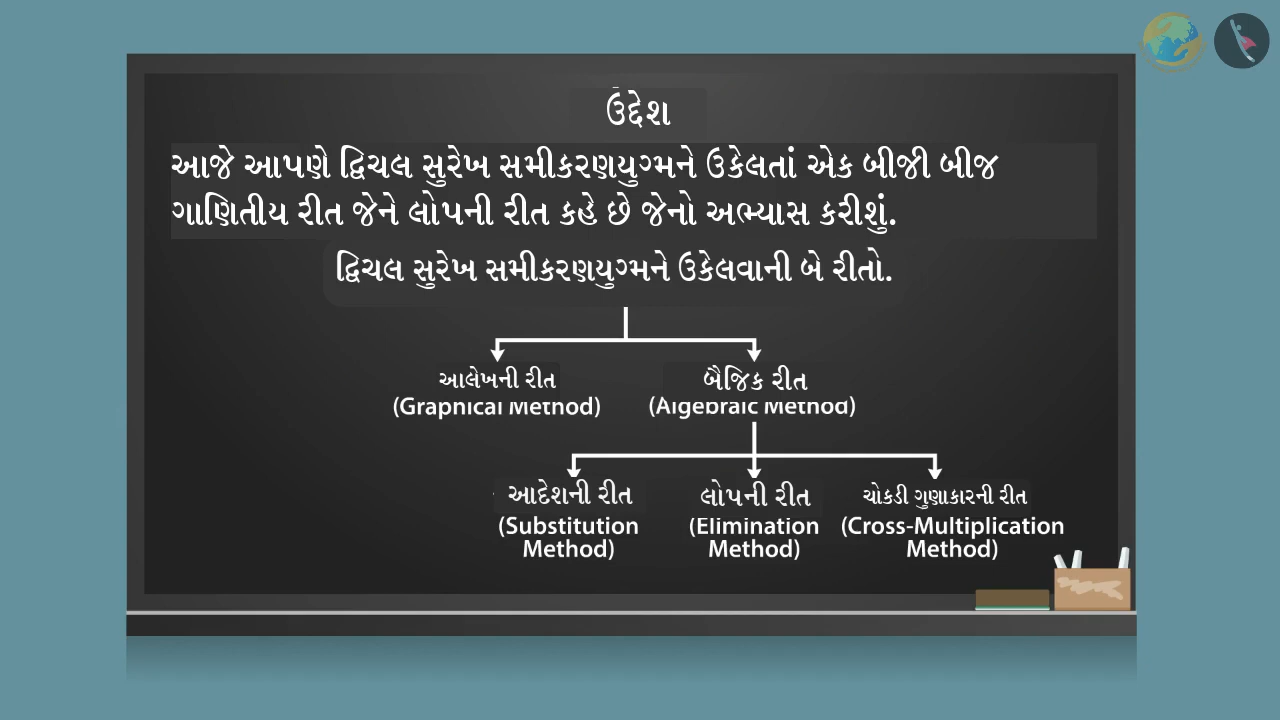 ઉદ્દેશ
આજે આપણે દ્વિચલ સુરેખ સમીકરણયુગ્મને ઉકેલતાં એક બીજી બીજ
ગાણિતીય રીત જેને લોપની રીત કહે છે જેનો અભ્યાસ કરીશું.
દ્વિચલ સુરેખ સમીકરણયુગ્મને ઉકેલવાની બે રીતો.
આલેખની રીત બૈજિક રીત
(Graphical Method) (Algebraic Method)
આદેશની રીત લોપની રીત ચોકડી ગુણાકારની રીત
(Substitution (Elimination (Cross-Multiplication
Method) Method) Method)